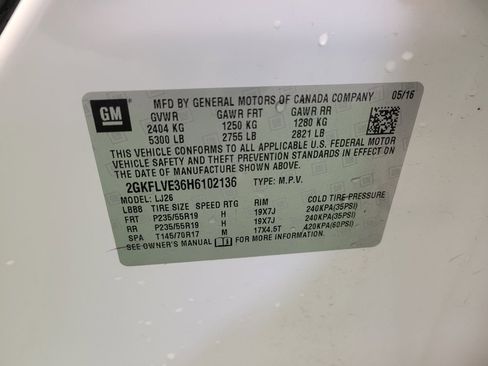 GM
MFD BY GENERAL MOTORS OF CANADA COMPANY 05/16
GVWR GAWR FRT GAWR RR
2404 KG 1250 KG 1280 KG
5300 LB 2755 LB 2821 LB
THIS VEHICLE CONFORMS TO ALL APPLICABLE U.S. FEDERAL MOTOR
VEHICLE SAFETY AND THEFT PREVENTION STANDARDS IN EFFECT ON
THE DATE OF MANUFACTURE SHOWN ABOVE.
2GKFLVE36H6102136 TYPE: M.P.V.
LBBB LJ26
TIRE SIZE SPEED RTG RIM COLD TIRE PRESSURE
FRT P235/55R19 H 19X7J 240KPA(35PSI)
RR P235/55R19 H 19X7J 240KPA(35PSI)
SPA T145/70R17 M 17X4.5T 420KPA(60PSI)
SEE OWNER'S MANUAL FOR MORE INFORMATION.